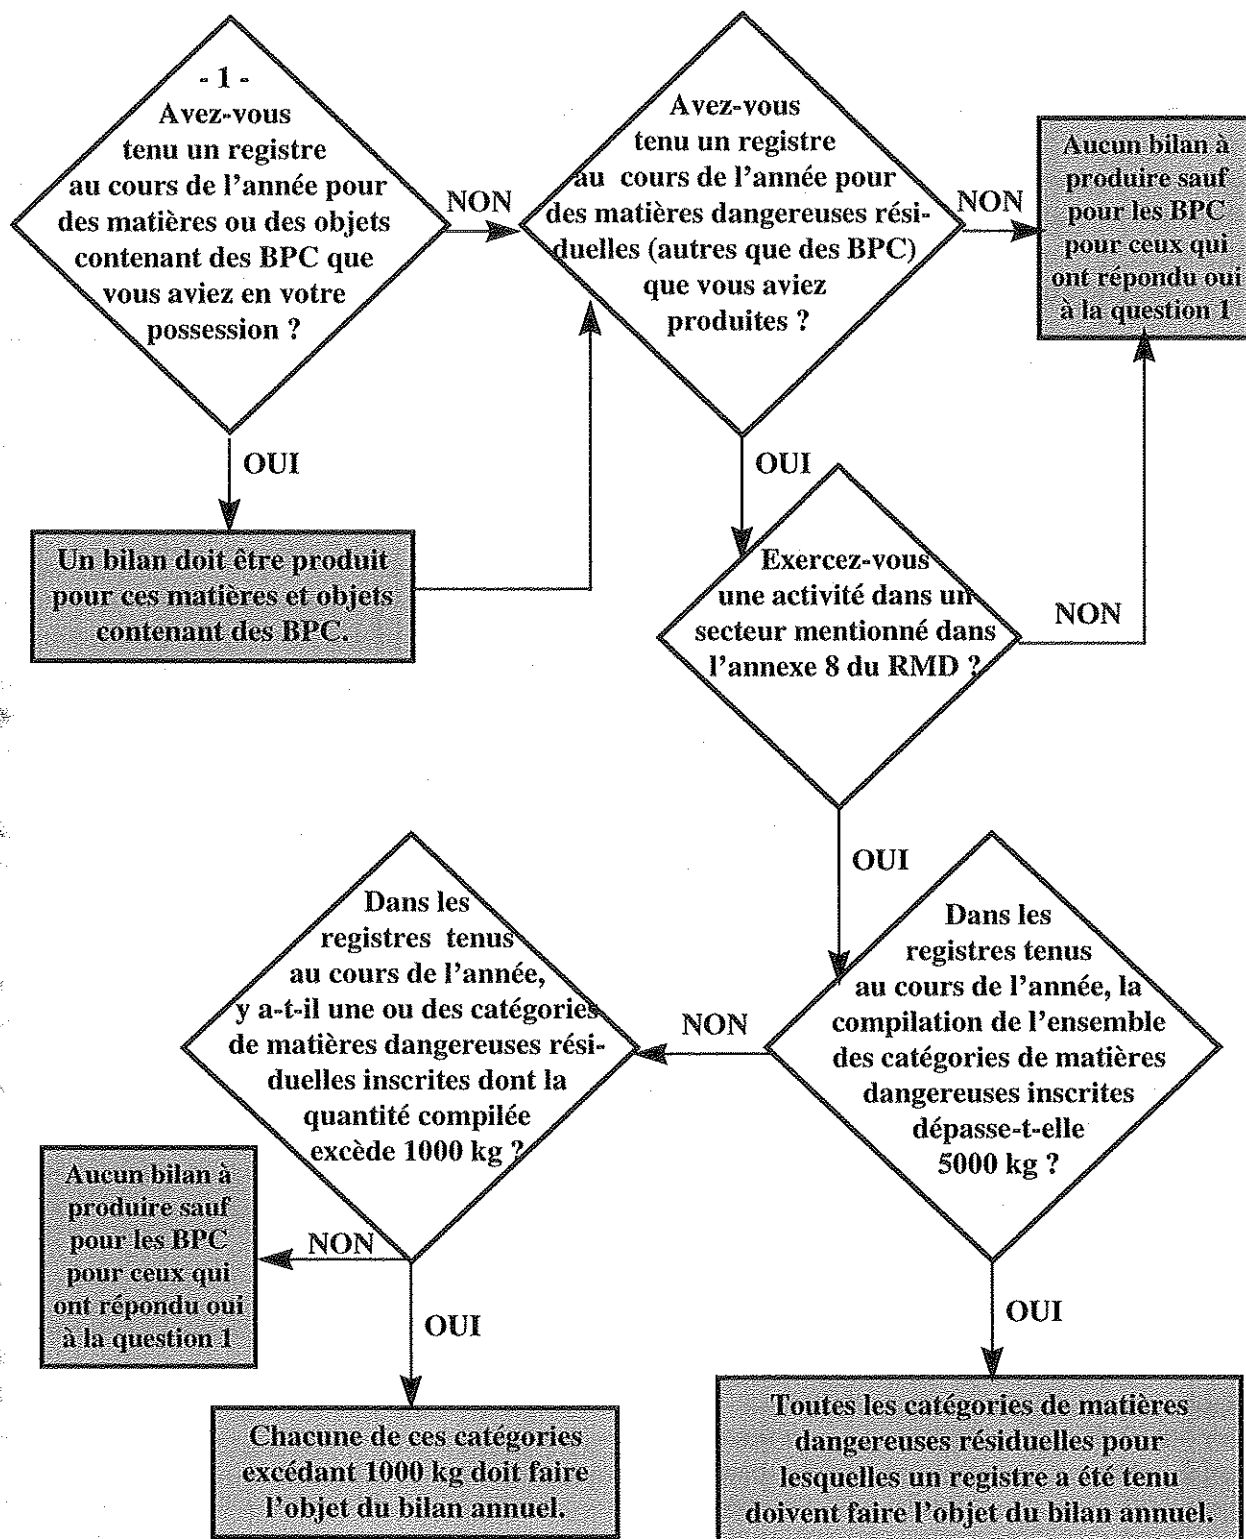 - 1 -
Avez-vous
tenu un registre
au cours de l'année pour
des matières ou des objets
contenant des BPC que
vous aviez en votre
possession ?
NON
Avez-vous
tenu un registre
au cours de l'année pour
des matières dangereuses rési-
duelles (autres que des BPC)
que vous aviez
produites ?
NON
Aucun bilan à
produire sauf
pour les BPC
pour ceux qui
ont répondu oui
à la question 1
OUI
Un bilan doit être produit
pour ces matières et objets
contenant des BPC.
OUI
Exercez-vous
une activité dans un
secteur mentionné dans
l'annexe 8 du RMD ?
NON
OUI
Dans les
registres tenus
au cours de l'année, la
compilation de l'ensemble
des catégories de matières
dangereuses inscrites
dépasse-t-elle
5000 kg ?
NON
Dans les
registres tenus
au cours de l'année,
y a-t-il une ou des catégories
de matières dangereuses rési-
duelles inscrites dont la
quantité compilée
excède 1000 kg ?
NON
Aucun bilan à
produire sauf
pour les BPC
pour ceux qui
ont répondu oui
à la question 1
OUI
Chacune de ces catégories
excédant 1000 kg doit faire
l'objet du bilan annuel.
OUI
Toutes les catégories de matières
dangereuses résiduelles pour
lesquelles un registre a été tenu
doivent faire l'objet du bilan annuel.